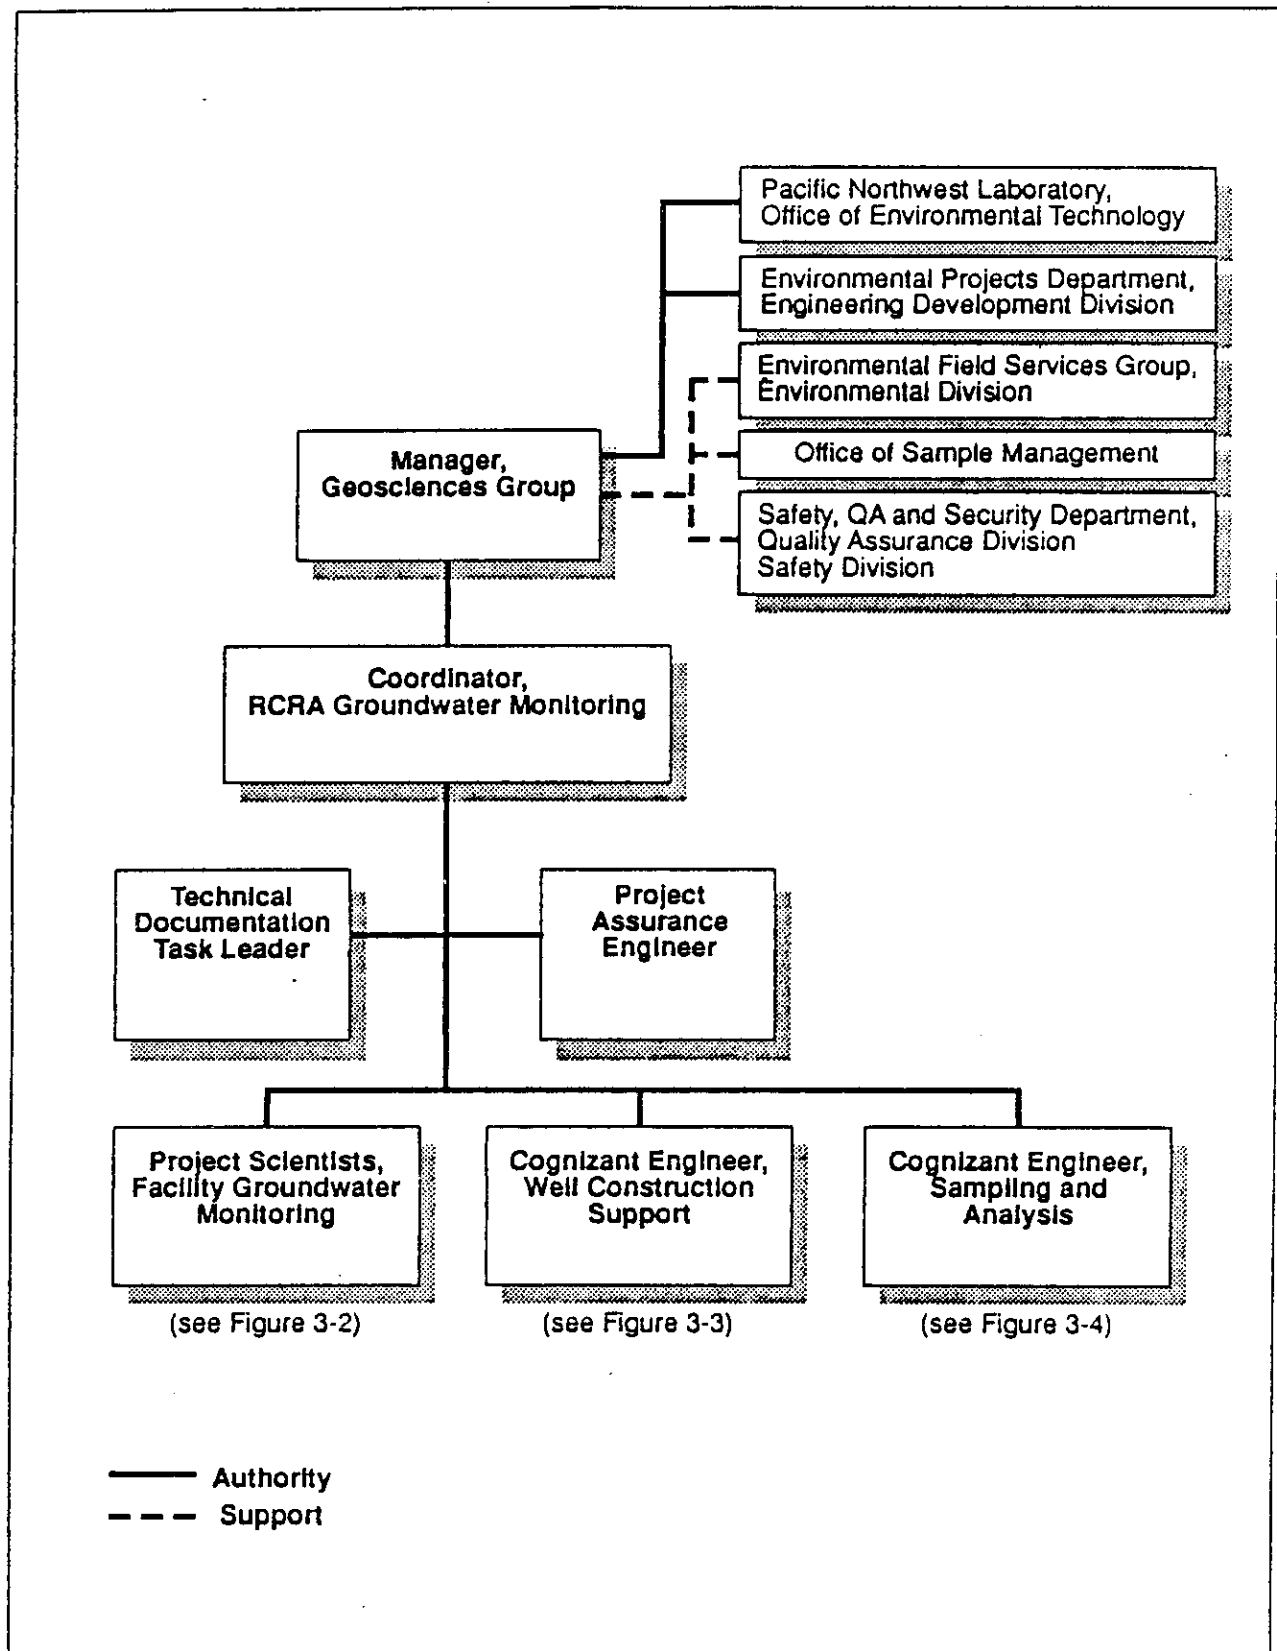 Pacific Northwest Laboratory,
Office of Environmental Technology
Environmental Projects Department,
Engineering Development Division
Environmental Field Services Group,
Environmental Division
Office of Sample Management
Safety, QA and Security Department,
Quality Assurance Division
Safety Division
Manager,
Geosciences Group
Coordinator,
RCRA Groundwater Monitoring
Technical
Documentation
Task Leader
Project
Assurance
Engineer
Project Scientists,
Facility Groundwater
Monitoring
(see Figure 3-2)
Cognizant Engineer,
Well Construction
Support
(see Figure 3-3)
Cognizant Engineer,
Sampling and
Analysis
(see Figure 3-4)
Authority
Support